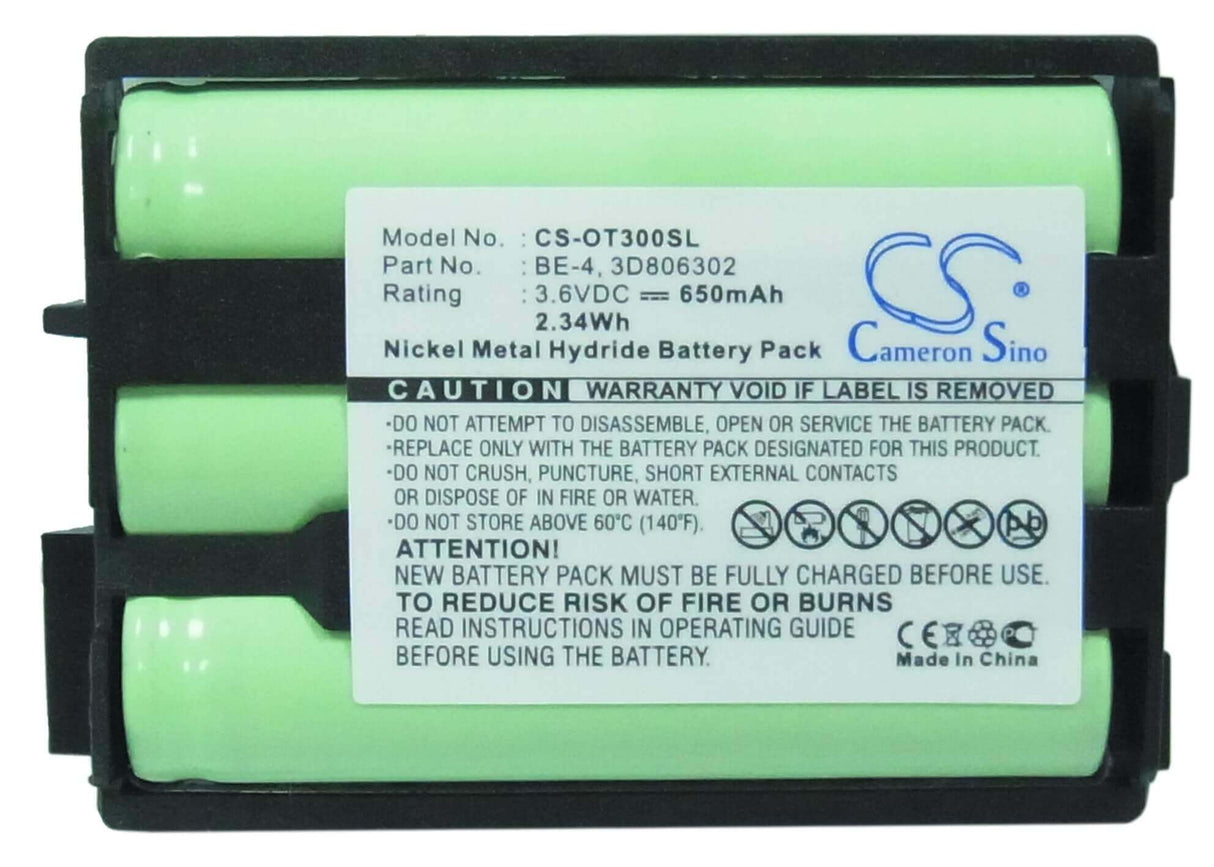 Model No. : CS-OT300SL
Part No. : BE-4, 3D806302
Rating : 3.6VDC ⎓ 650mAh
2.34Wh
Nickel Metal Hydride Battery Pack
CS®
Cameron Sino
CAUTION WARRANTY VOID IF LABEL IS REMOVED
·DO NOT ATTEMPT TO DISASSEMBLE, OPEN OR SERVICE THE BATTERY PACK.
·REPLACE ONLY WITH THE BATTERY PACK DESIGNATED FOR THIS PRODUCT.
·DO NOT CRUSH, PUNCTURE, SHORT EXTERNAL CONTACTS
OR DISPOSE OF IN FIRE OR WATER.
·DO NOT STORE ABOVE 60°C (140°F).
Pb
ATTENTION!
NEW BATTERY PACK MUST BE FULLY CHARGED BEFORE USE.
TO REDUCE RISK OF FIRE OR BURNS
READ INSTRUCTIONS IN OPERATING GUIDE
BEFORE USING THE BATTERY.
CE
Made In China